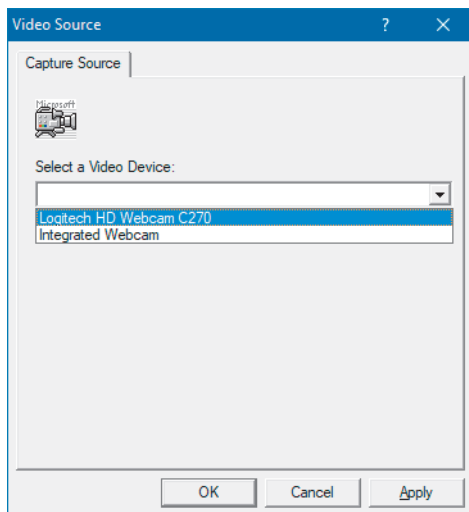 Video Source
?
Capture Source
Microsoft
Select a Video Device:
Logitech HD Webcam C270
Integrated Webcam
OK
Cancel
Apply